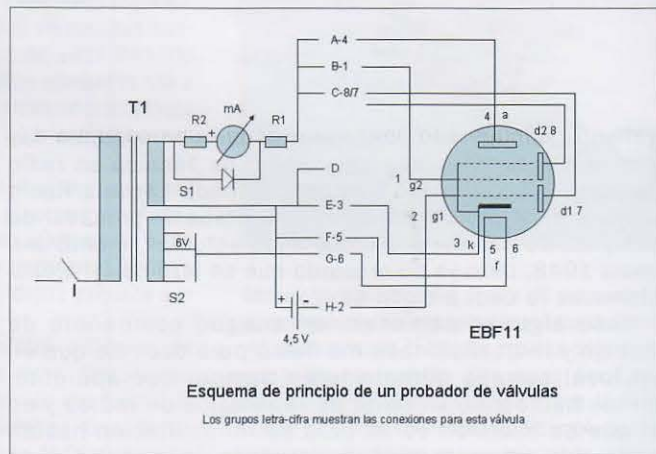 A-4
B-1
C-8/7
T1
R2
+
mA
R1
4
a
d2 8
D
1
g2
S1
2
g1
d1 7
E-3
3
k
5
6
F-5
f
6V
G-6
S2
I
+
-
H-2
4,5 V
EBF11
Esquema de principio de un probador de válvulas
Los grupos letra-cifra muestran las conexiones para esta válvula